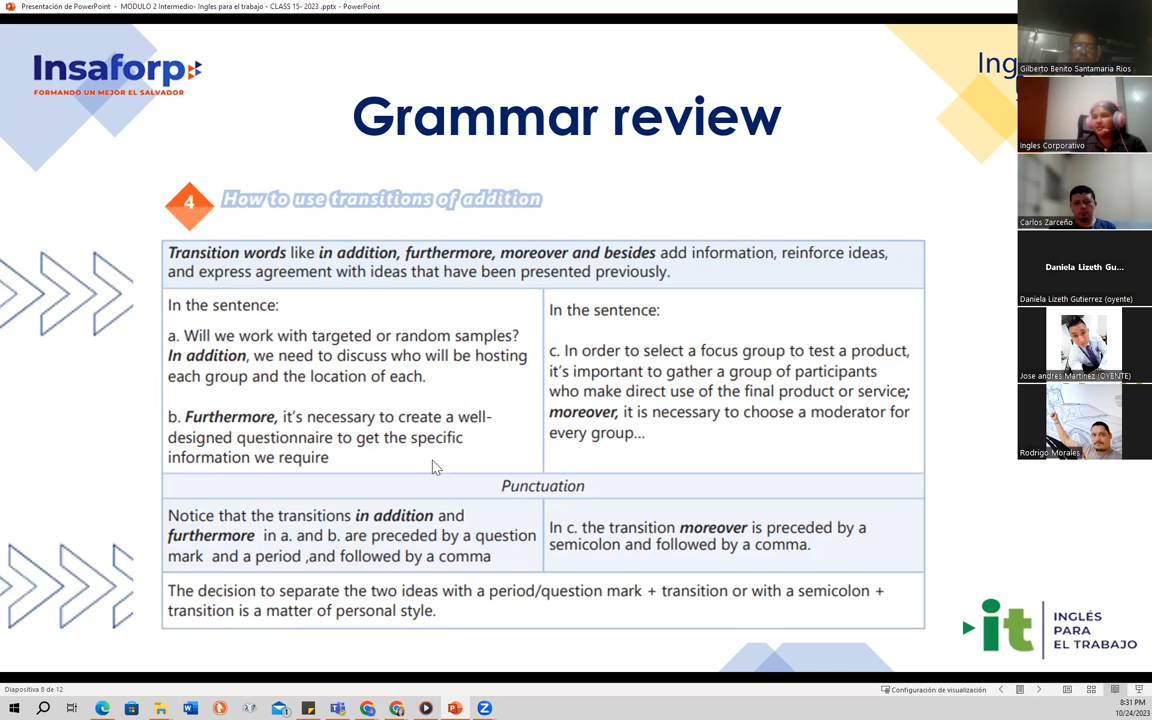 Presentación de PowerPoint - MODULO 2 Intermedio- Ingles para el trabajo - CLASS 15- 2023 .pptx - PowerPoint
Insaforp
FORMANDO UN MEJOR EL SALVADOR
Ing
Grammar review
4
How to use transitions of addition
Transition words like in addition, furthermore, moreover and besides add information, reinforce ideas,
and express agreement with ideas that have been presented previously.
In the sentence:
a. Will we work with targeted or random samples?
In addition, we need to discuss who will be hosting
each group and the location of each.
b. Furthermore, it's necessary to create a well-
designed questionnaire to get the specific
information we require
In the sentence:
c. In order to select a focus group to test a product,
it's important to gather a group of participants
who make direct use of the final product or service;
moreover, it is necessary to choose a moderator for
every group...
Punctuation
Notice that the transitions in addition and
furthermore in a. and b. are preceded by a question
mark and a period ,and followed by a comma
In c. the transition moreover is preceded by a
semicolon and followed by a comma.
The decision to separate the two ideas with a period/question mark + transition or with a semicolon +
transition is a matter of personal style.
it
INGLÉS
PARA
EL TRABAJO
Gilberto Benito Santamaria Rios
Ingles Corporativo
Carlos Zarceño
Daniela Lizeth Gu...
Daniela Lizeth Gutierrez (oyente)
Jose andres Martinez (OYENTE)
Rodrigo Morales
Diapositiva 8 de 12
Configuración de visualización
8:31 PM
10/24/2023